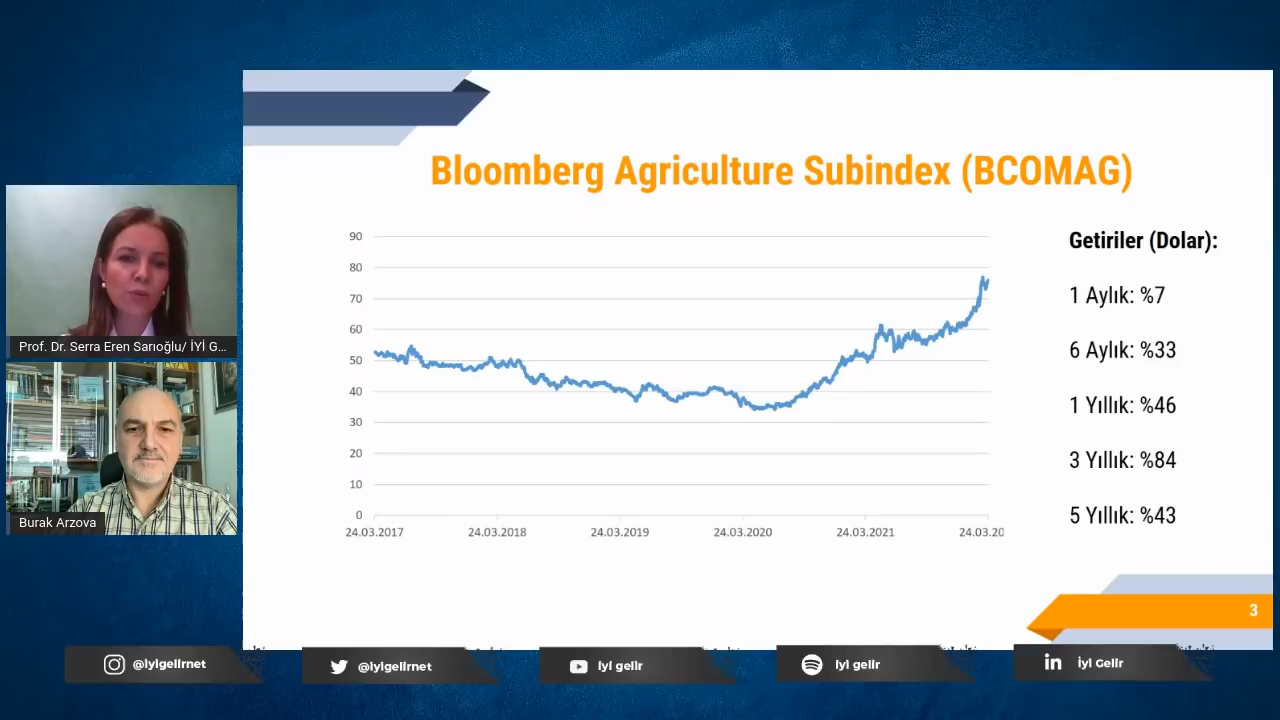 Bloomberg Agriculture Subindex (BCOMAG)
90
80
70
60
50
40
30
20
10
0
24.03.2017
24.03.2018
24.03.2019
24.03.2020
24.03.2021
24.03.20
Getiriler (Dolar):
1 Aylık: %7
6 Aylık: %33
1 Yıllık: %46
3 Yıllık: %84
5 Yıllık: %43
3
Prof. Dr. Serra Eren Sarıoğlu/ İYİ G...
Burak Arzova
@iyigelirnet
@iyigelirnet
iyi gelir
iyi gelir
İyi Gelir